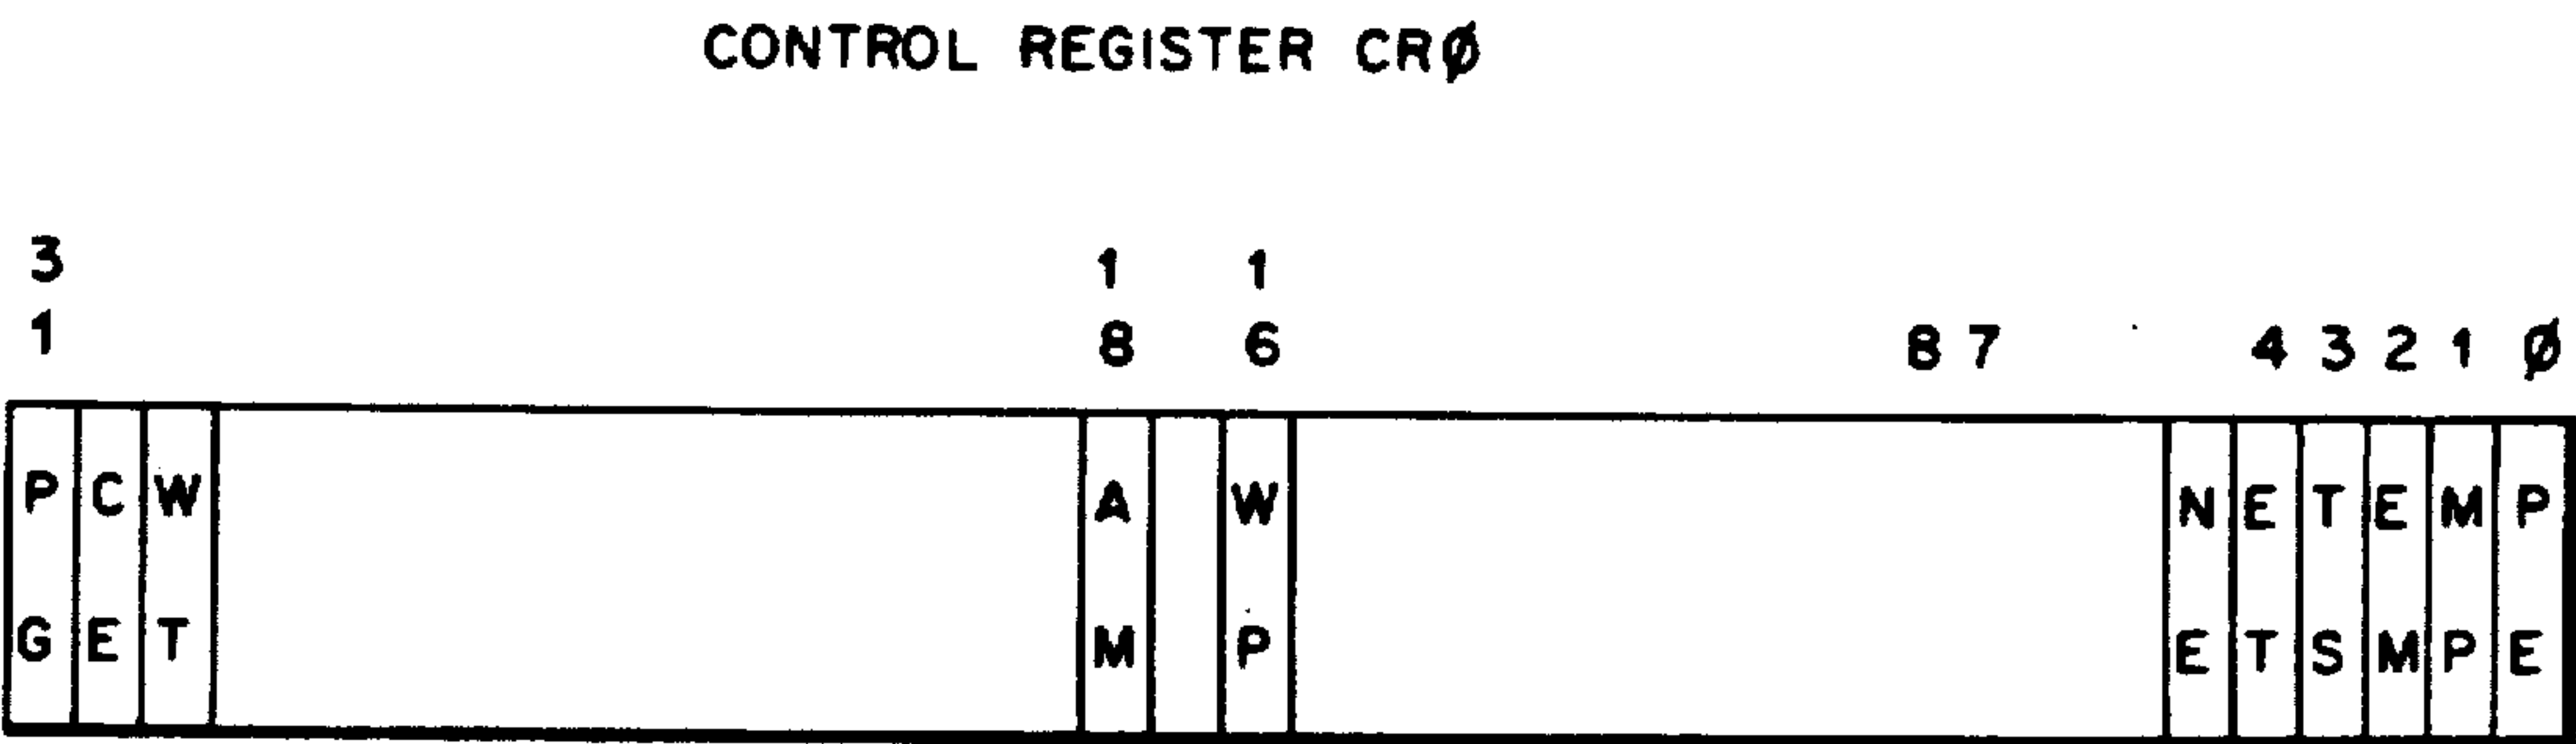 CONTROL REGISTER CRØ
3 1 1
1 8 6 8 7 4 3 2 1 Ø
P C W A W N E T E M P
G E T M P E T S M P E